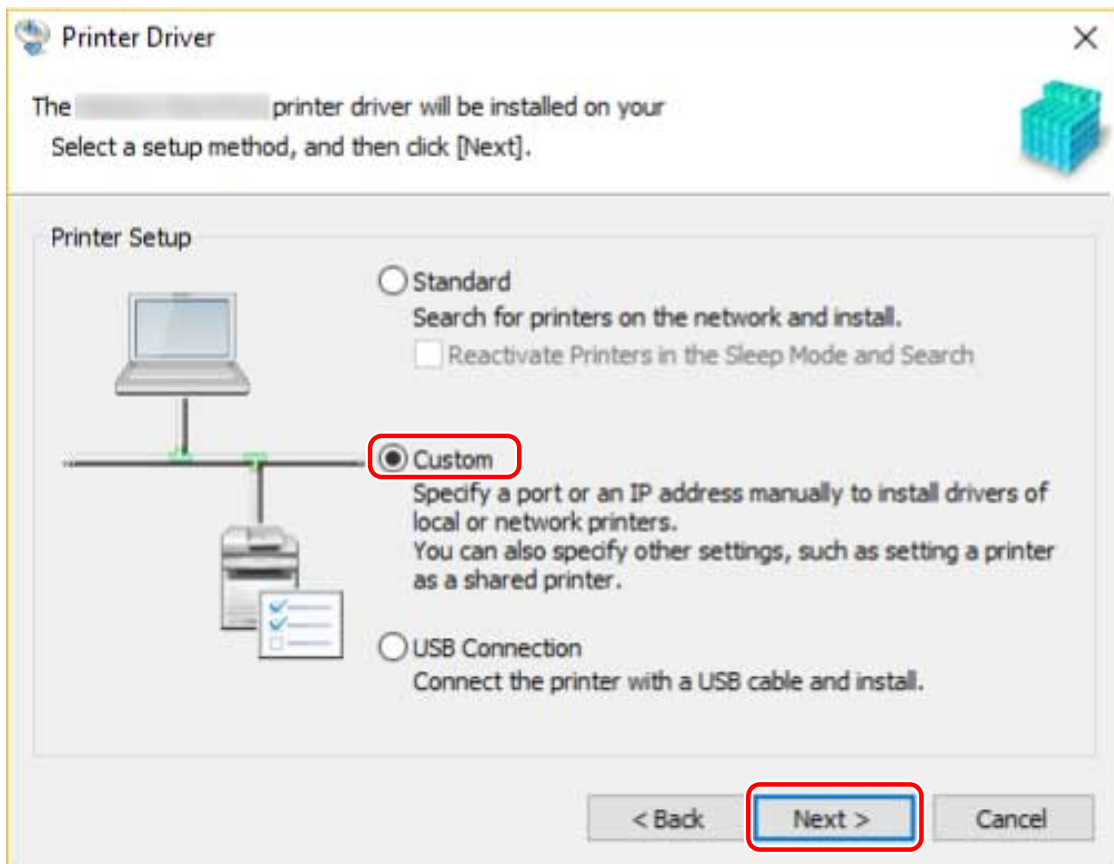 Printer Driver
The printer driver will be installed on your
Select a setup method, and then click [Next].
Printer Setup
Standard
Search for printers on the network and install.
Reactivate Printers in the Sleep Mode and Search
Custom
Specify a port or an IP address manually to install drivers of
local or network printers.
You can also specify other settings, such as setting a printer
as a shared printer.
USB Connection
Connect the printer with a USB cable and install.
< Back
Next >
Cancel